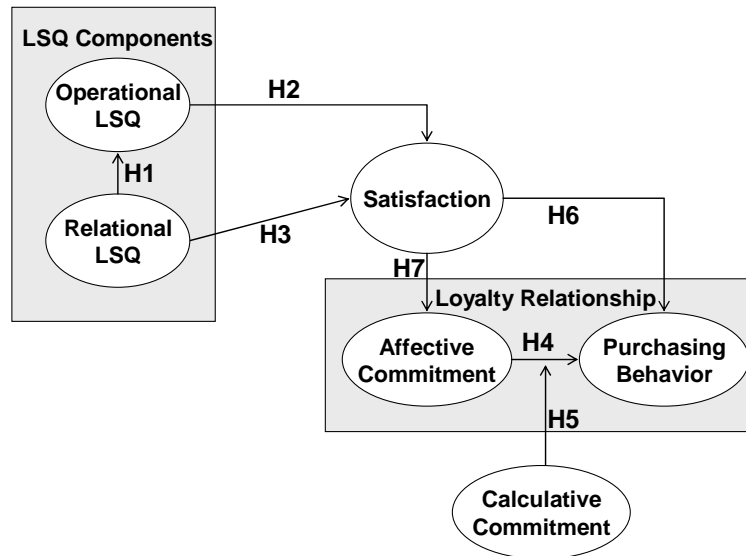 LSQ Components
Operational
LSQ
H2
H1
Satisfaction
H6
Relational
LSQ
H3
H7
Loyalty Relationship
Affective
Commitment
H4
Purchasing
Behavior
H5
Calculative
Commitment